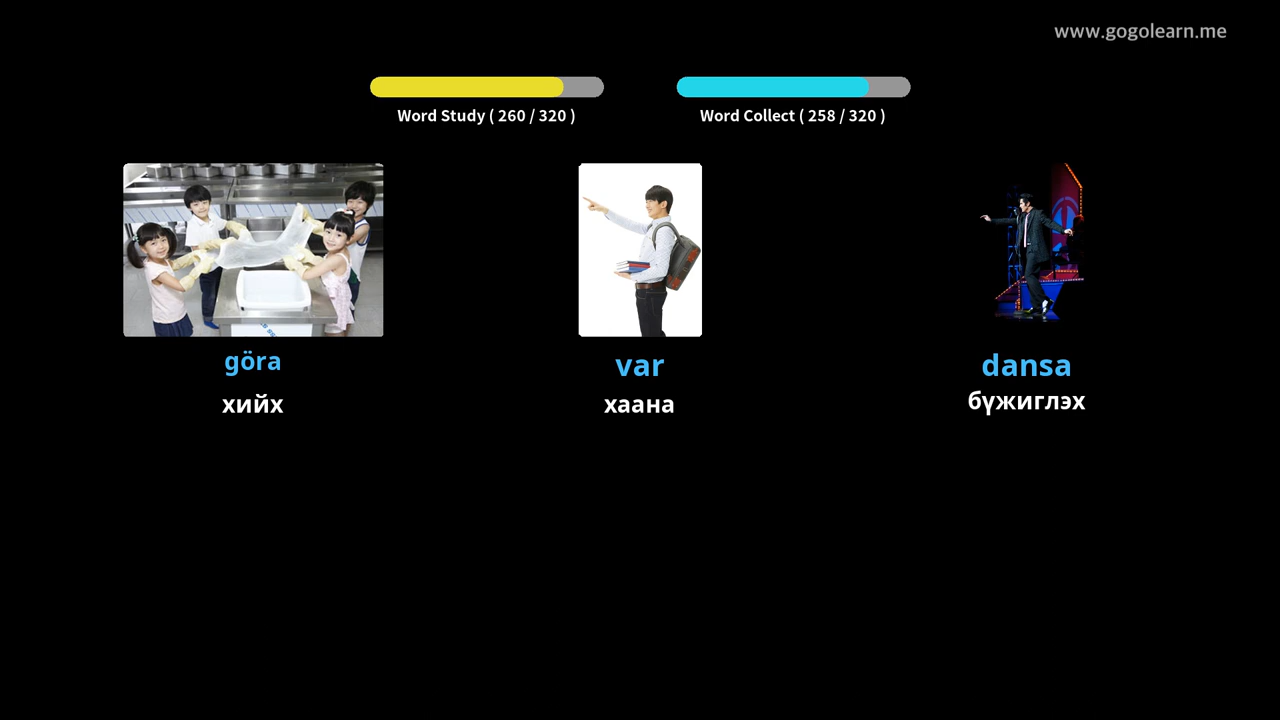 www.gogolearn.me
Word Study ( 260 / 320 )
Word Collect ( 258 / 320 )
göra
var
dansa
хийх
хаана
бүжиглэх